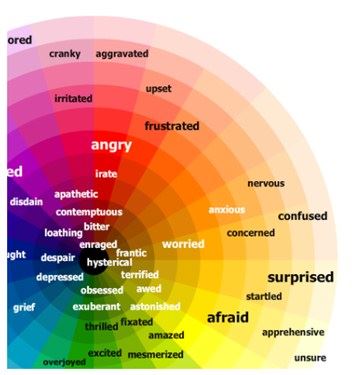 ored
cranky aggravated
upset
irritated
frustrated
angry
ed
irate
nervous
apathetic
disdain
anxious
contemptuous
confused
bitter
loathing
concerned
enraged
worried
frantic
ught
despair
hysterical
terrified
surprised
depressed
obsessed
awed
startled
grief
exuberant
astonished
afraid
thrilled
fixated
apprehensive
amazed
excited
mesmerized
unsure
overjoyed